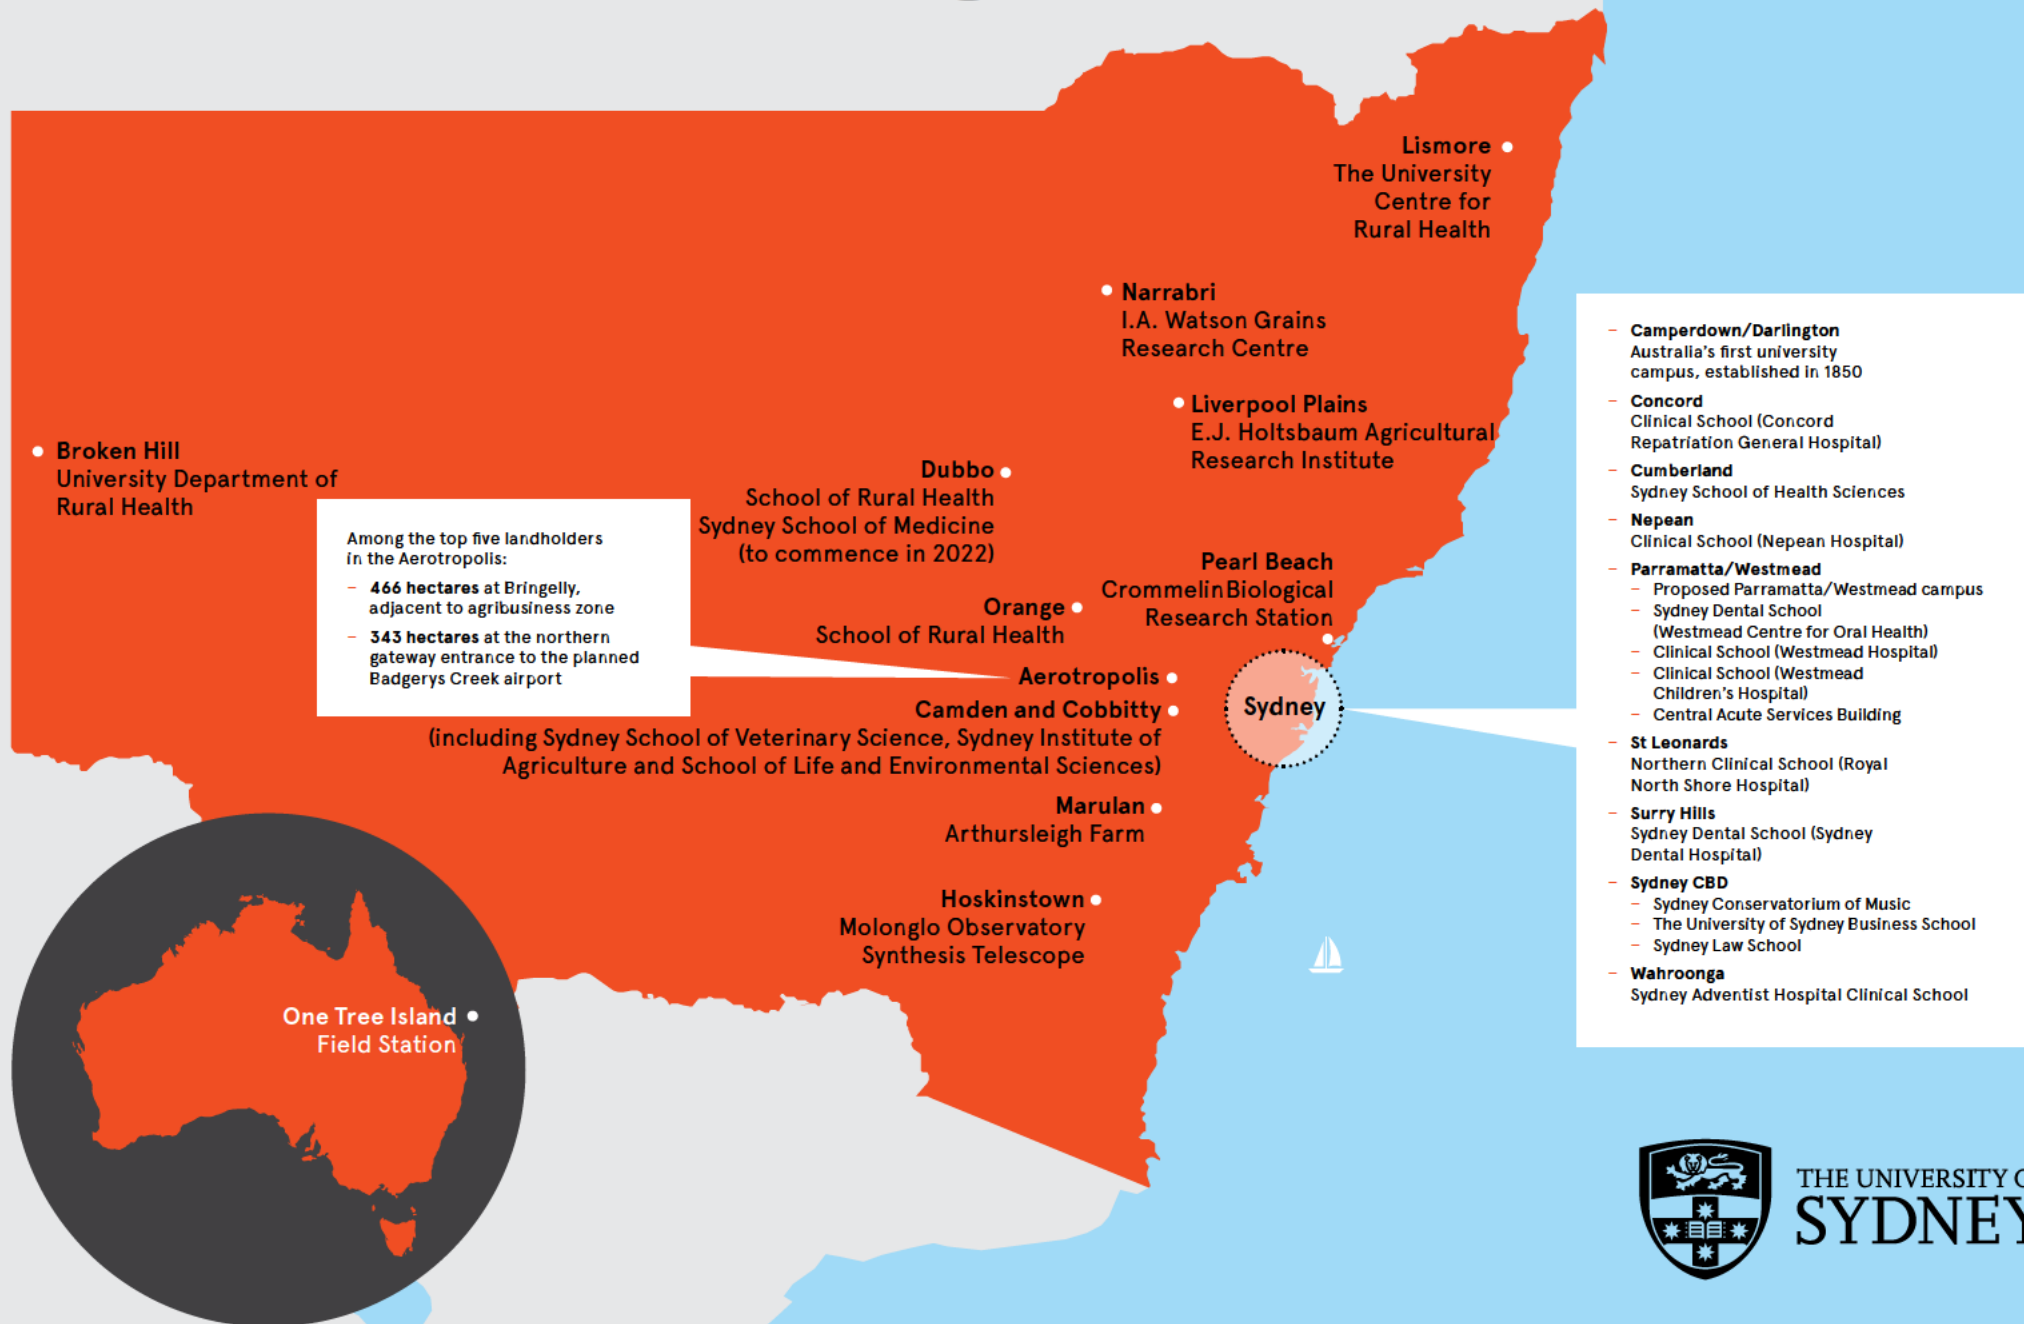 Lismore
The University
Centre for
Rural Health
Narrabri
I.A. Watson Grains
Research Centre
Liverpool Plains
E.J. Holtsbaum Agricultural
Research Institute
Broken Hill
University Department of
Rural Health
Dubbo
School of Rural Health
Sydney School of Medicine
(to commence in 2022)
Among the top five landholders
in the Aerotropolis:
– 466 hectares at Bringelly,
adjacent to agribusiness zone
– 343 hectares at the northern
gateway entrance to the planned
Badgerys Creek airport
Pearl Beach
Crommelin Biological
Research Station
Orange
School of Rural Health
Aerotropolis
Sydney
Camden and Cobbitty
(including Sydney School of Veterinary Science, Sydney Institute of
Agriculture and School of Life and Environmental Sciences)
Marulan
Arthursleigh Farm
Hoskinstown
Molonglo Observatory
Synthesis Telescope
One Tree Island
Field Station
– Camperdown/Darlington
Australia's first university
campus, established in 1850
– Concord
Clinical School (Concord
Repatriation General Hospital)
– Cumberland
Sydney School of Health Sciences
– Nepean
Clinical School (Nepean Hospital)
– Parramatta/Westmead
– Proposed Parramatta/Westmead campus
– Sydney Dental School
(Westmead Centre for Oral Health)
– Clinical School (Westmead Hospital)
– Clinical School (Westmead
Children's Hospital)
– Central Acute Services Building
– St Leonards
Northern Clinical School (Royal
North Shore Hospital)
– Surry Hills
Sydney Dental School (Sydney
Dental Hospital)
– Sydney CBD
– Sydney Conservatorium of Music
– The University of Sydney Business School
– Sydney Law School
– Wahroonga
Sydney Adventist Hospital Clinical School
THE UNIVERSITY
SYDNEY